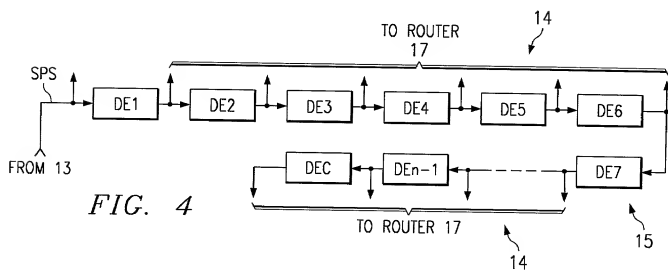 TO ROUTER
17
14
SPS
DE1
DE2
DE3
DE4
DE5
DE6
FROM 13
DEC
DEn-1
DE7
FIG. 4
TO ROUTER 17
14
15